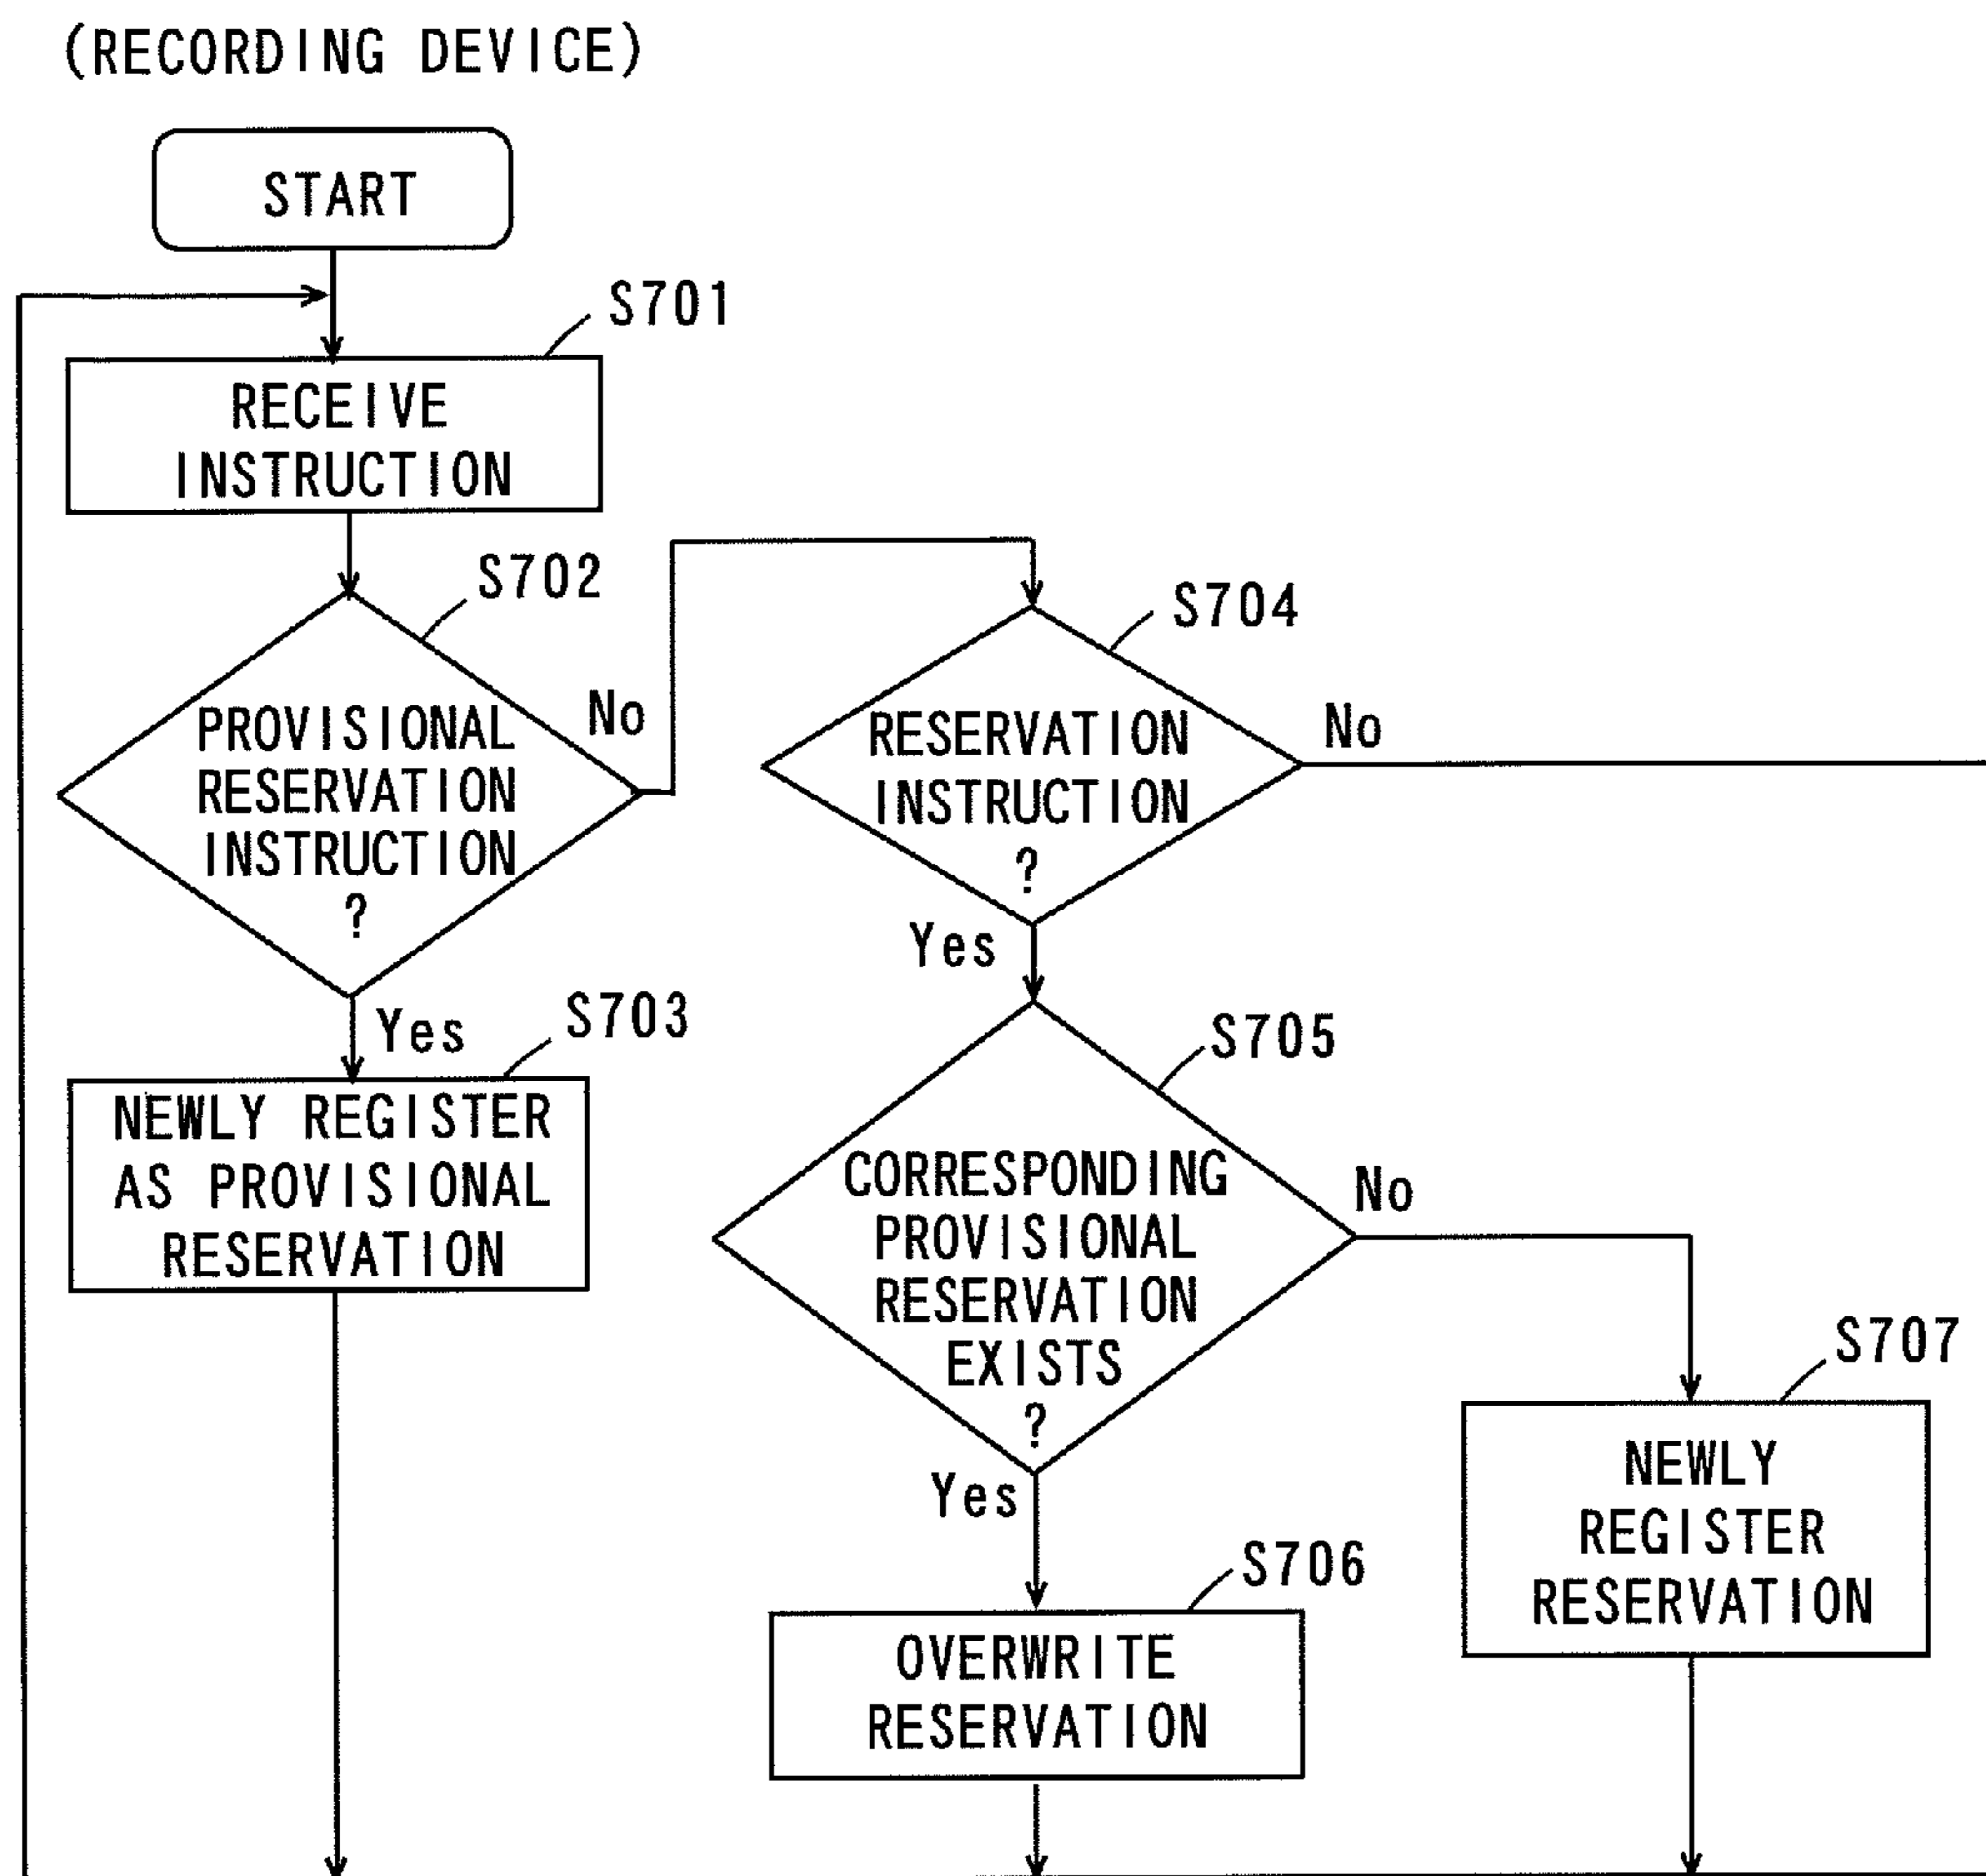 (RECORDING DEVICE)
START
S701
RECEIVE
INSTRUCTION
S702
PROVISIONAL
RESERVATION
INSTRUCTION
?
No
Yes
S703
NEWLY REGISTER
AS PROVISIONAL
RESERVATION
S704
RESERVATION
INSTRUCTION
?
No
Yes
S705
CORRESPONDING
PROVISIONAL
RESERVATION
EXISTS
?
No
Yes
S706
OVERWRITE
RESERVATION
S707
NEWLY
REGISTER
RESERVATION